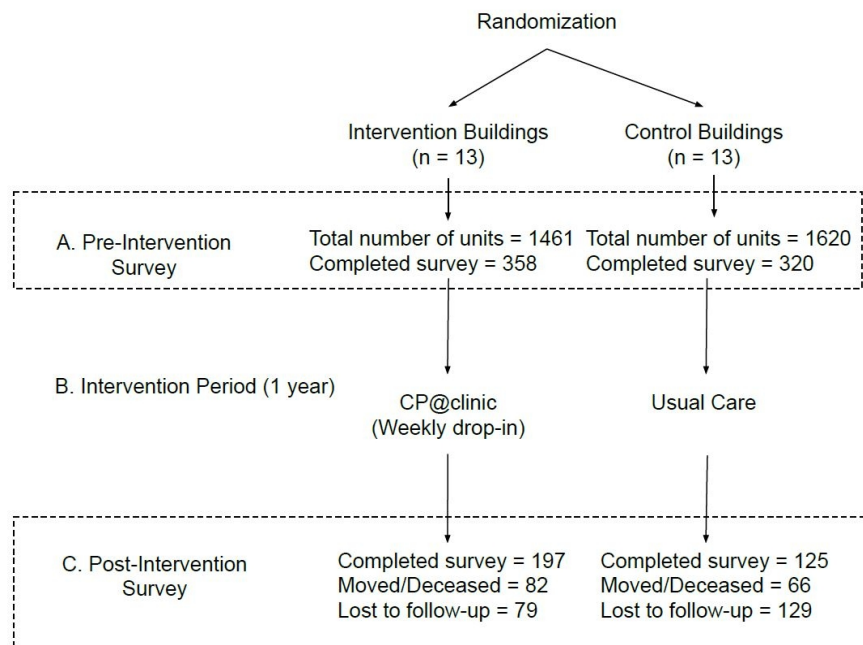 Randomization
Intervention Buildings
(n = 13)
Control Buildings
(n = 13)
A. Pre-Intervention
Survey
Total number of units = 1461
Completed survey = 358
Total number of units = 1620
Completed survey = 320
B. Intervention Period (1 year)
CP@clinic
(Weekly drop-in)
Usual Care
C. Post-Intervention
Survey
Completed survey = 197
Moved/Deceased = 82
Lost to follow-up = 79
Completed survey = 125
Moved/Deceased = 66
Lost to follow-up = 129